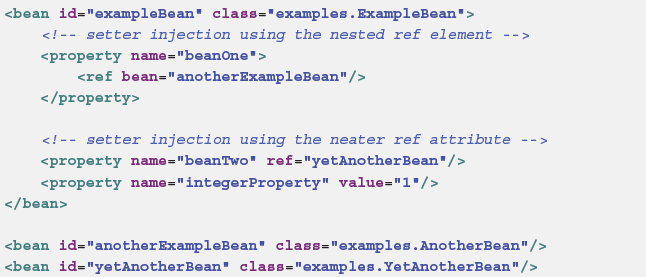 <bean id="exampleBean" class="examples.ExampleBean">
    <!-- setter injection using the nested ref element -->
    <property name="beanOne">
        <ref bean="anotherExampleBean"/>
    </property>

    <!-- setter injection using the neater ref attribute -->
    <property name="beanTwo" ref="yetAnotherBean"/>
    <property name="integerProperty" value="1"/>
</bean>

<bean id="anotherExampleBean" class="examples.AnotherBean"/>
<bean id="yetAnotherBean" class="examples.YetAnotherBean"/>